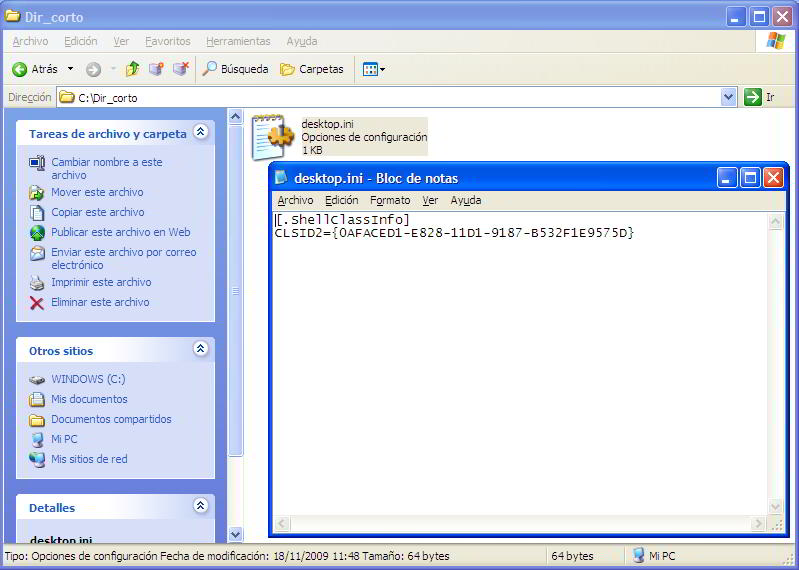 Dir_corto
Archivo Edición Ver Favoritos Herramientas Ayuda
Atrás Búsqueda Carpetas
Dirección C:\Dir_corto Ir
Tareas de archivo y carpeta
Cambiar nombre a este
archivo
Mover este archivo
Copiar este archivo
Publicar este archivo en Web
Enviar este archivo por correo
electrónico
Imprimir este archivo
Eliminar este archivo
Otros sitios
WINDOWS (C:)
Mis documentos
Documentos compartidos
Mi PC
Mis sitios de red
Detalles
desktop.ini
desktop.ini
Opciones de configuración
1 KB
desktop.ini - Bloc de notas
Archivo Edición Formato Ver Ayuda
[.ShellClassInfo]
CLSID2={0AFACED1-E828-11D1-9187-B532F1E9575D}
Tipo: Opciones de configuración Fecha de modificación: 18/11/2009 11:48 Tamaño: 64 bytes 64 bytes Mi PC